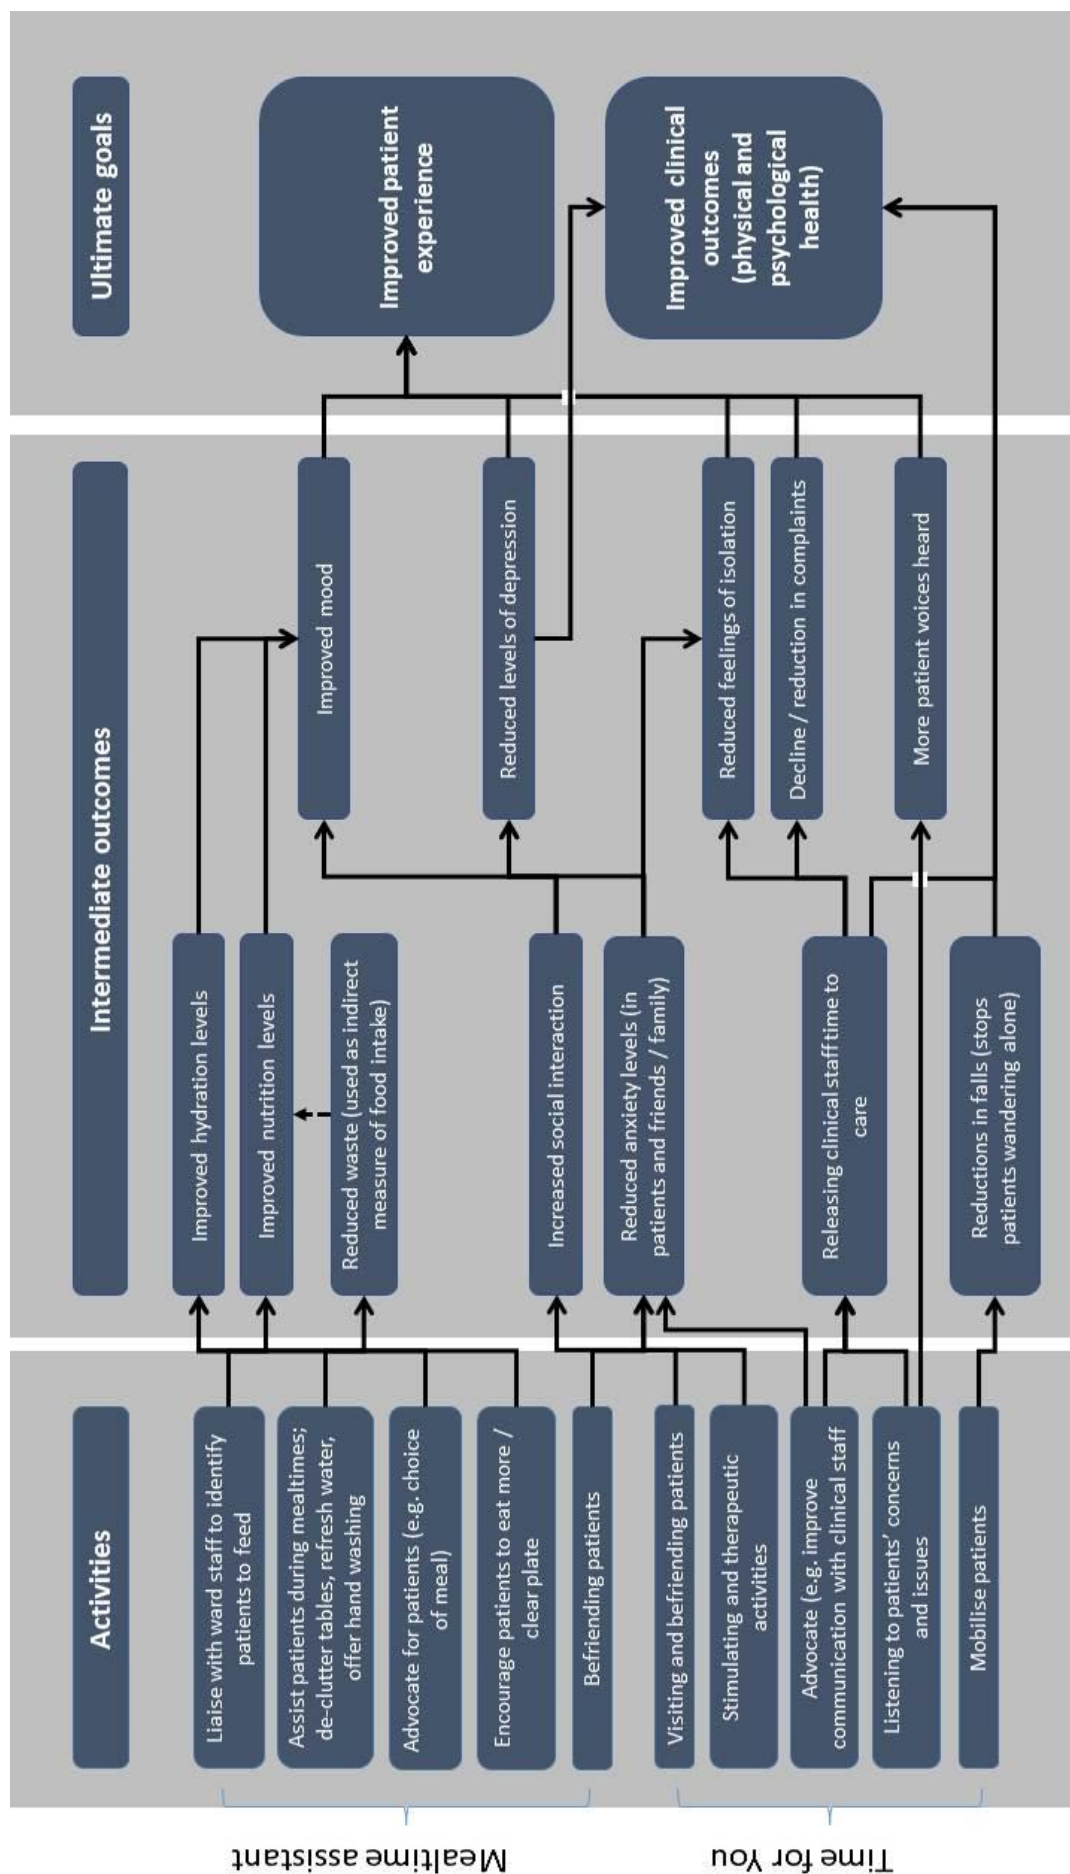 Activities
Intermediate outcomes
Ultimate goals
Mealtime assistant
Liaise with ward staff to identify
patients to feed
Assist patients during mealtimes;
de-clutter tables, refresh water,
offer hand washing
Advocate for patients (e.g. choice
of meal)
Encourage patients to eat more /
clear plate
Befriending patients
Time for You
Visiting and befriending patients
Stimulating and therapeutic
activities
Advocate (e.g. improve
communication with clinical staff
Listening to patients' concerns
and issues
Mobilise patients
Improved hydration levels
Improved nutrition levels
Reduced waste (used as indirect
measure of food intake)
Increased social interaction
Reduced anxiety levels (in
patients and friends / family)
Releasing clinical staff time to
care
Reductions in falls (stops
patients wandering alone)
Improved mood
Reduced levels of depression
Reduced feelings of isolation
Decline / reduction in complaints
More patient voices heard
Improved patient
experience
Improved clinical
outcomes
(physical and
psychological
health)